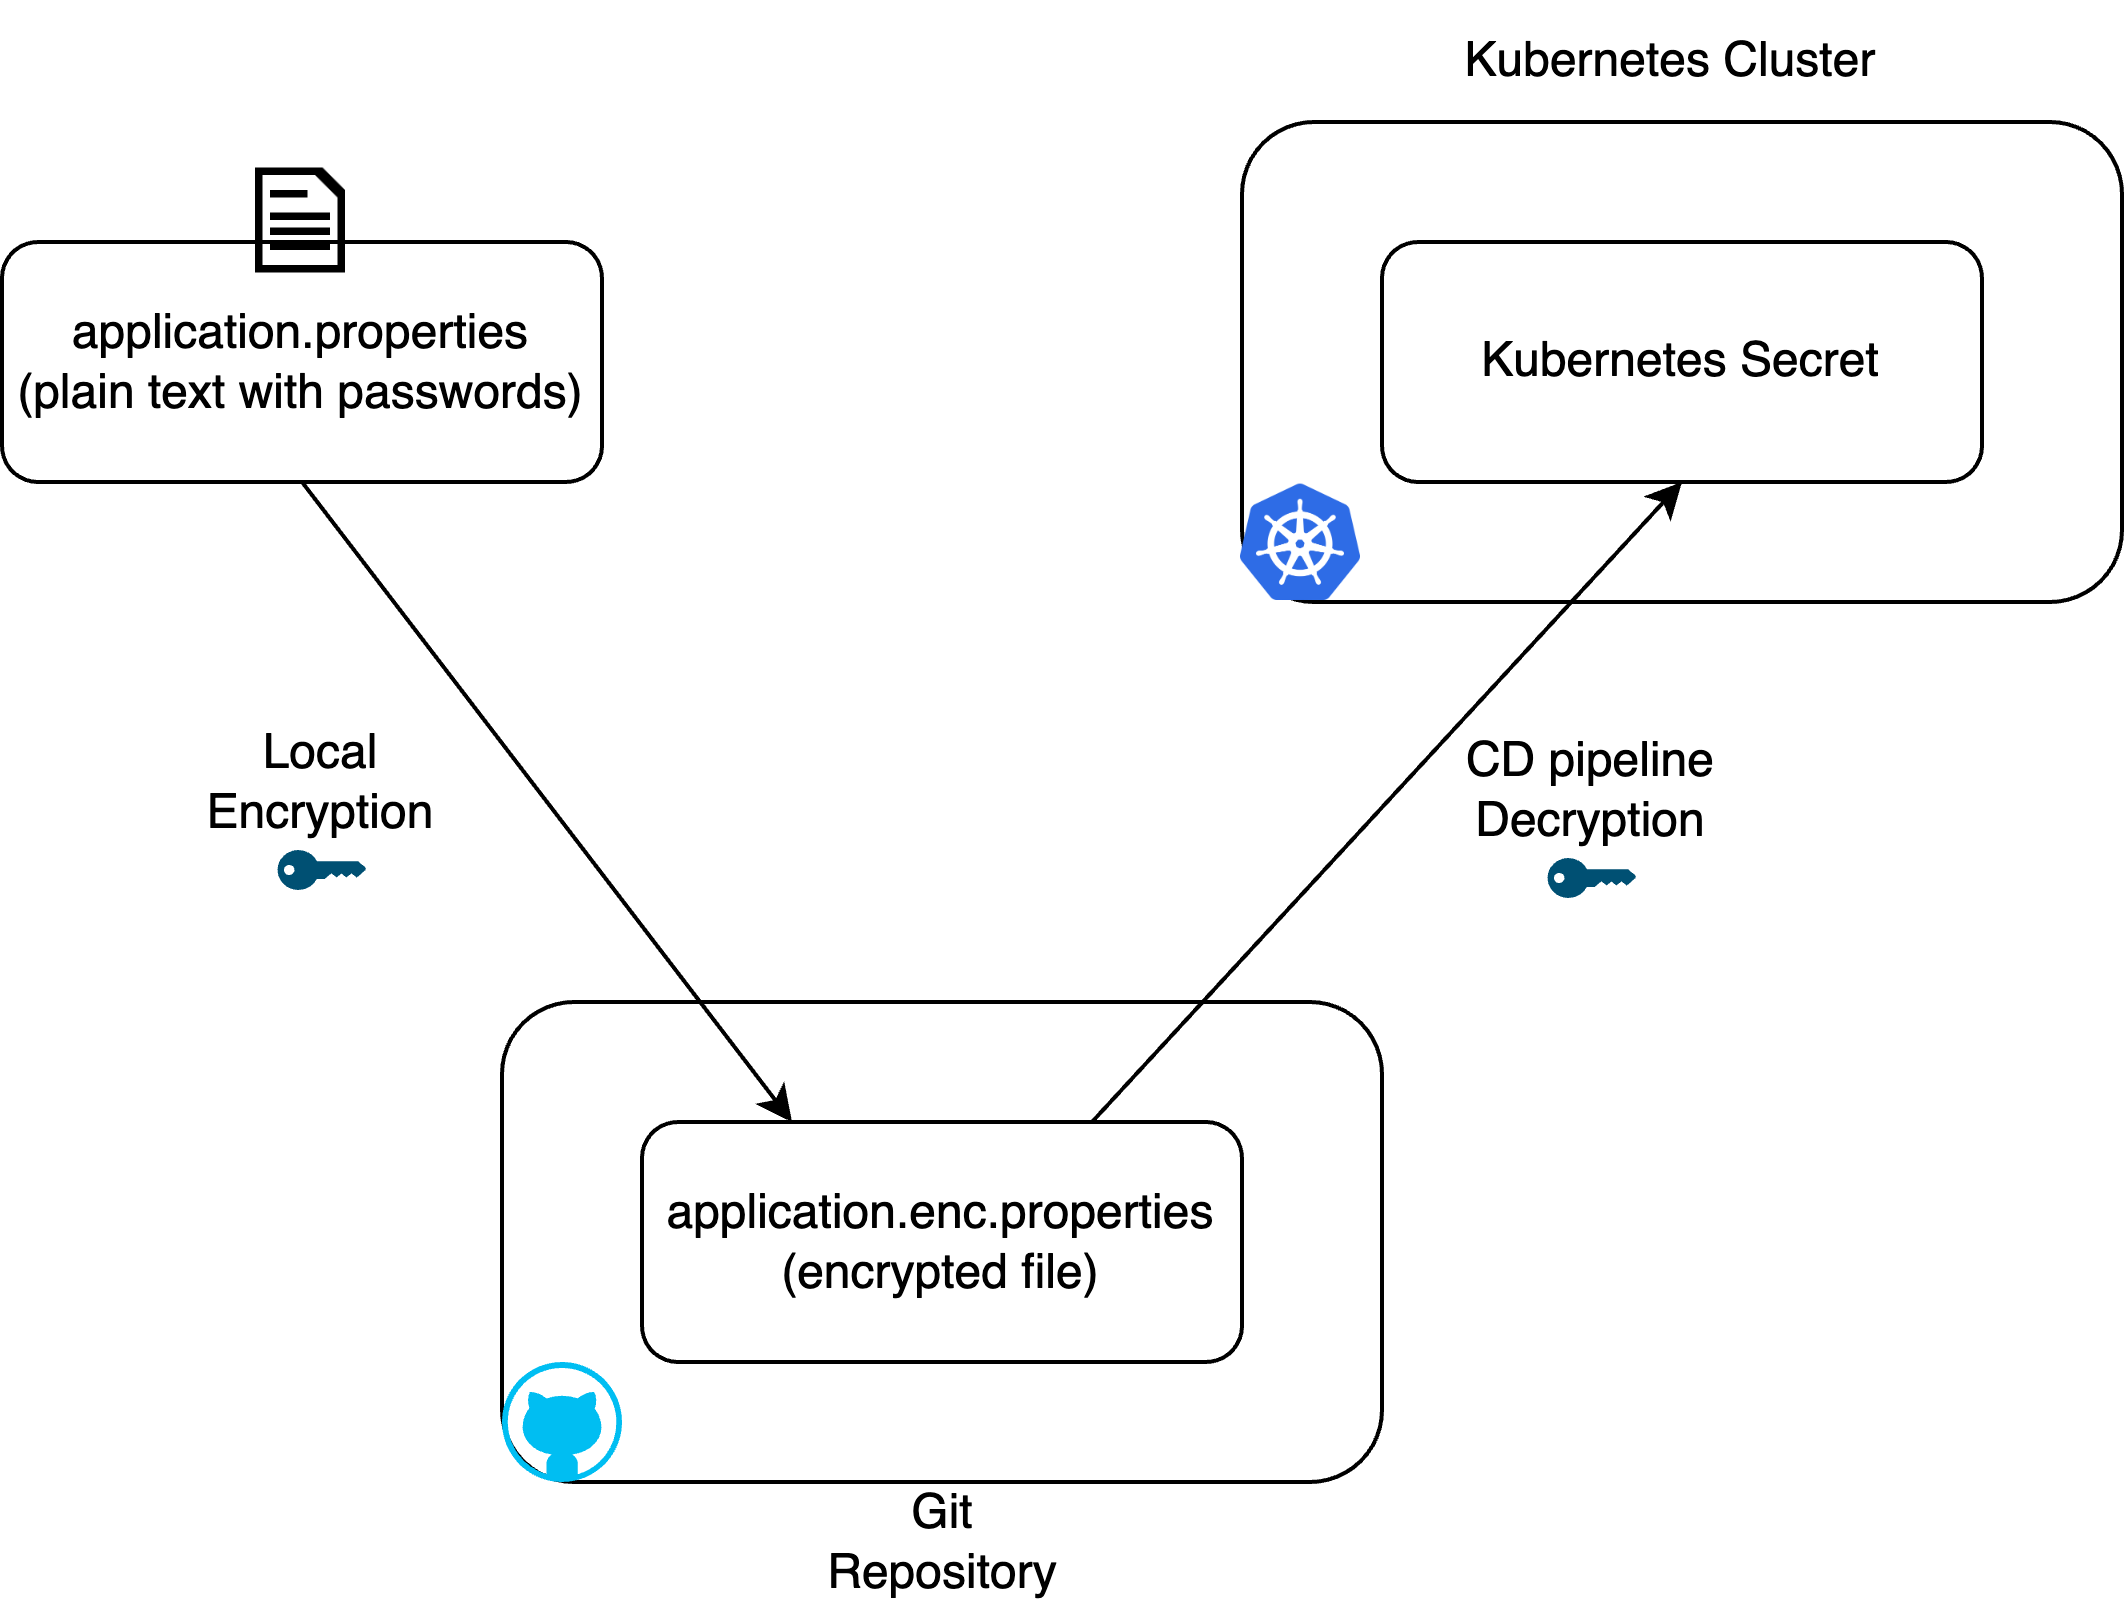 Kubernetes Cluster
application.properties
(plain text with passwords)
Kubernetes Secret
Local
Encryption
CD pipeline
Decryption
application.enc.properties
(encrypted file)
Git
Repository